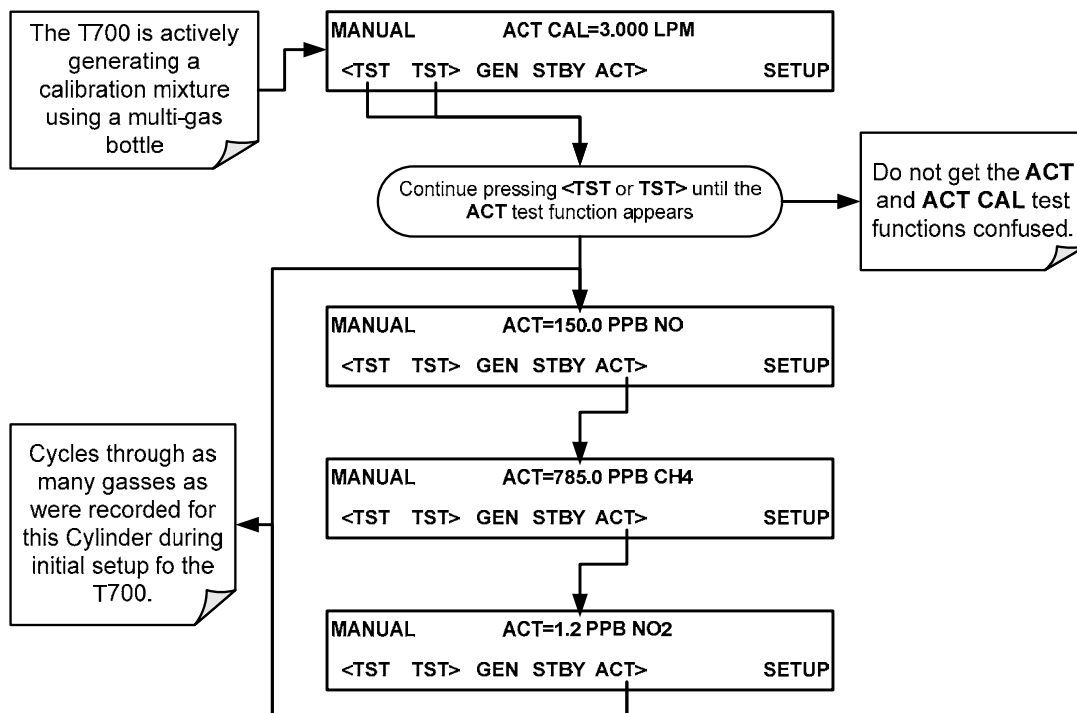 The T700 is actively
generating a
calibration mixture
using a multi-gas
bottle
MANUAL ACT CAL=3.000 LPM
<TST TST> GEN STBY ACT> SETUP
Continue pressing <TST or TST> until the
ACT test function appears
Do not get the ACT
and ACT CAL test
functions confused.
MANUAL ACT=150.0 PPB NO
<TST TST> GEN STBY ACT> SETUP
Cycles through as
many gasses as
were recorded for
this Cylinder during
initial setup fo the
T700.
MANUAL ACT=785.0 PPB CH4
<TST TST> GEN STBY ACT> SETUP
MANUAL ACT=1.2 PPB NO2
<TST TST> GEN STBY ACT> SETUP